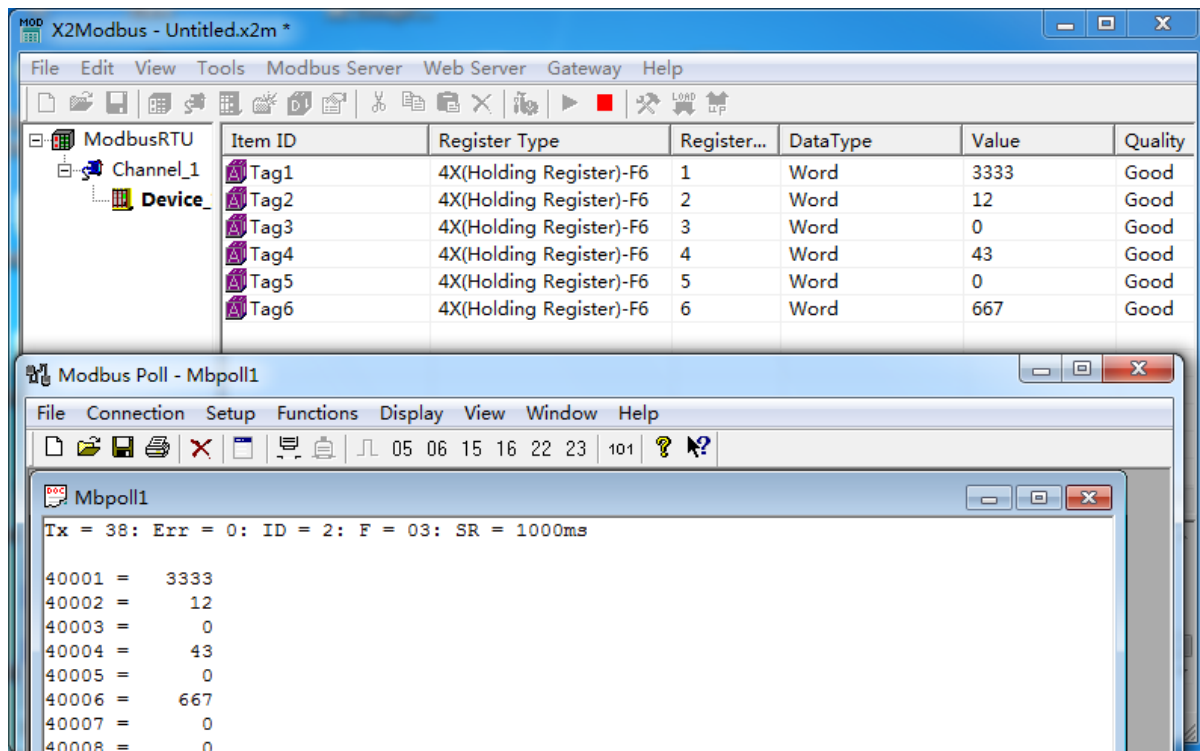 MOD X2Modbus - Untitled.x2m *
File Edit View Tools Modbus Server Web Server Gateway Help
LOAD UP
ModbusRTU
Channel_1
Device_
Item ID Register Type Register... DataType Value Quality
Tag1 4X(Holding Register)-F6 1 Word 3333 Good
Tag2 4X(Holding Register)-F6 2 Word 12 Good
Tag3 4X(Holding Register)-F6 3 Word 0 Good
Tag4 4X(Holding Register)-F6 4 Word 43 Good
Tag5 4X(Holding Register)-F6 5 Word 0 Good
Tag6 4X(Holding Register)-F6 6 Word 667 Good
Modbus Poll - Mbpoll1
File Connection Setup Functions Display View Window Help
05 06 15 16 22 23 101
DOC Mbpoll1
Tx = 38: Err = 0: ID = 2: F = 03: SR = 1000ms
40001 = 3333
40002 = 12
40003 = 0
40004 = 43
40005 = 0
40006 = 667
40007 = 0
40008 = 0